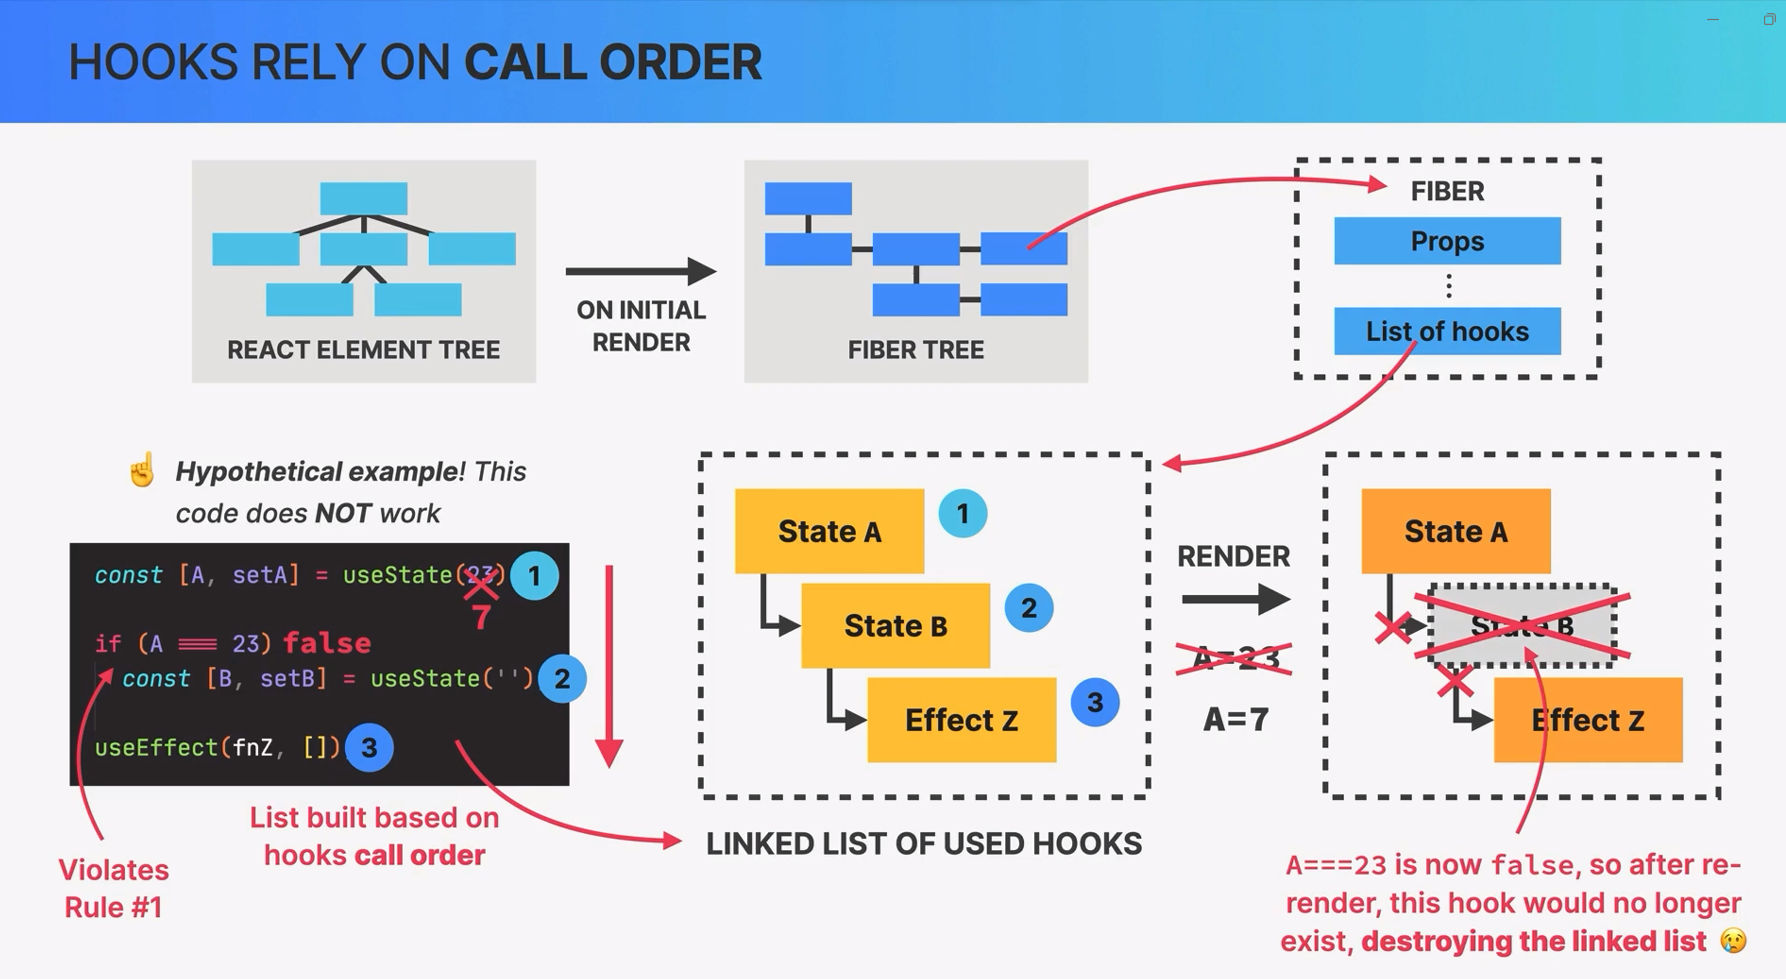 HOOKS RELY ON CALL ORDER
REACT ELEMENT TREE
ON INITIAL
RENDER
FIBER TREE
FIBER
Props
List of hooks
☝️ Hypothetical example! This
code does NOT work
const [A, setA] = useState(23) 1
7
if (A === 23) false
const [B, setB] = useState('') 2
useEffect(fnZ, []) 3
Violates
Rule #1
List built based on
hooks call order
State A 1
State B 2
Effect Z 3
LINKED LIST OF USED HOOKS
RENDER
A=23
A=7
State A
State B
Effect Z
A===23 is now false, so after re-
render, this hook would no longer
exist, destroying the linked list 😢